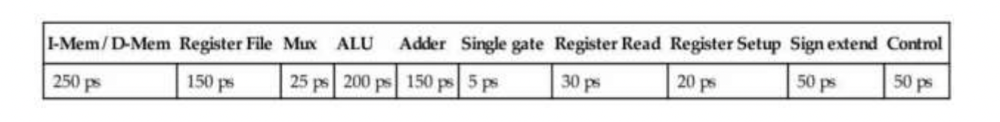 I-Mem / D-Mem Register File Mux ALU Adder Single gate Register Read Register Setup Sign extend Control
250 ps 150 ps 25 ps 200 ps 150 ps 5 ps 30 ps 20 ps 50 ps 50 ps